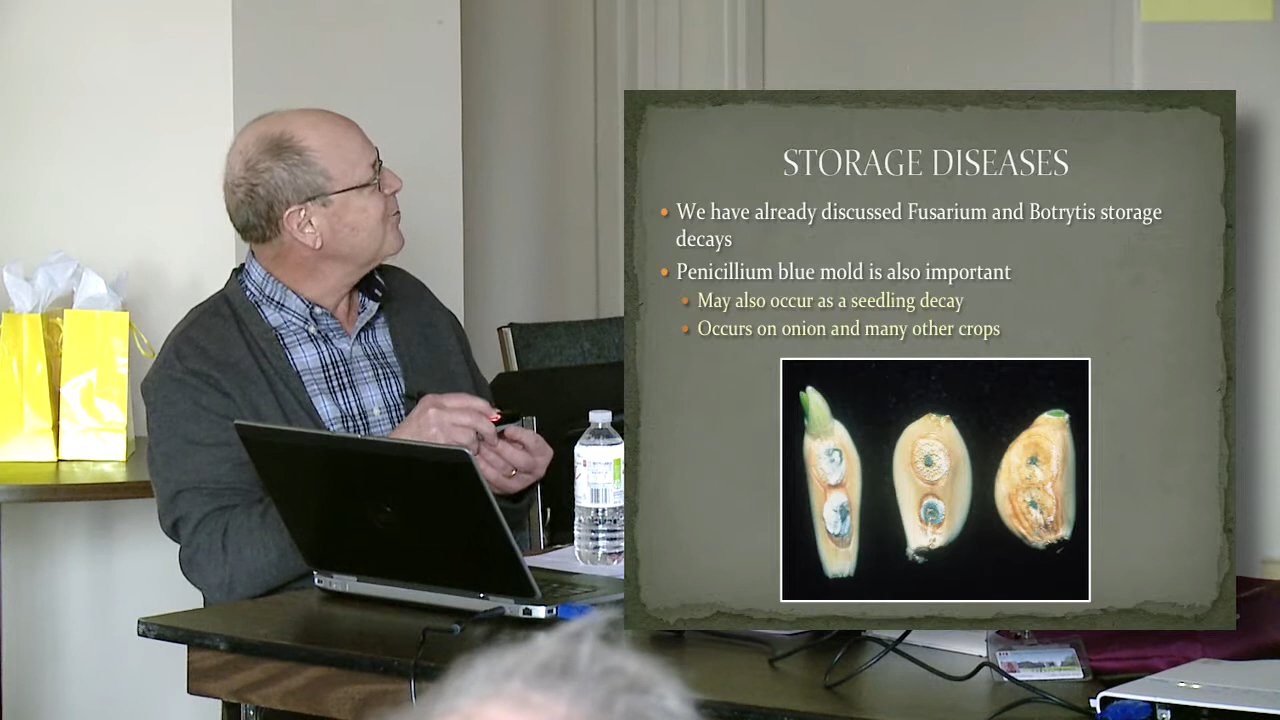 STORAGE DISEASES
We have already discussed Fusarium and Botrytis storage
decays
Penicillium blue mold is also important
May also occur as a seedling decay
Occurs on onion and many other crops